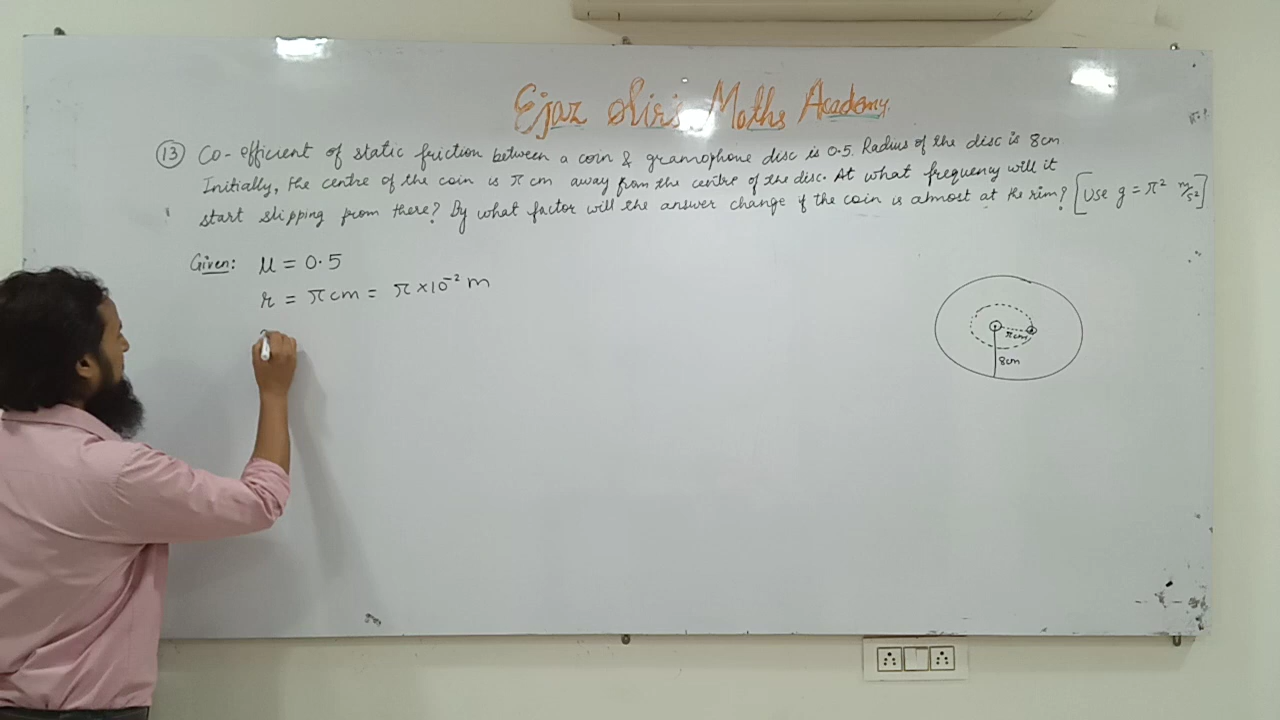 Ejaz Sir's Maths Academy.
(13) Co-efficient of static friction between a coin & gramophone disc is 0.5. Radius of the disc is 8cm
Initially, the centre of the coin is π cm away from the centre of the disc. At what frequency will it
start slipping from there? By what factor will the answer change if the coin is almost at the rim? [Use g = π² m/s²]
Given: μ = 0.5
r = π cm = π × 10⁻² m
π cm
8cm